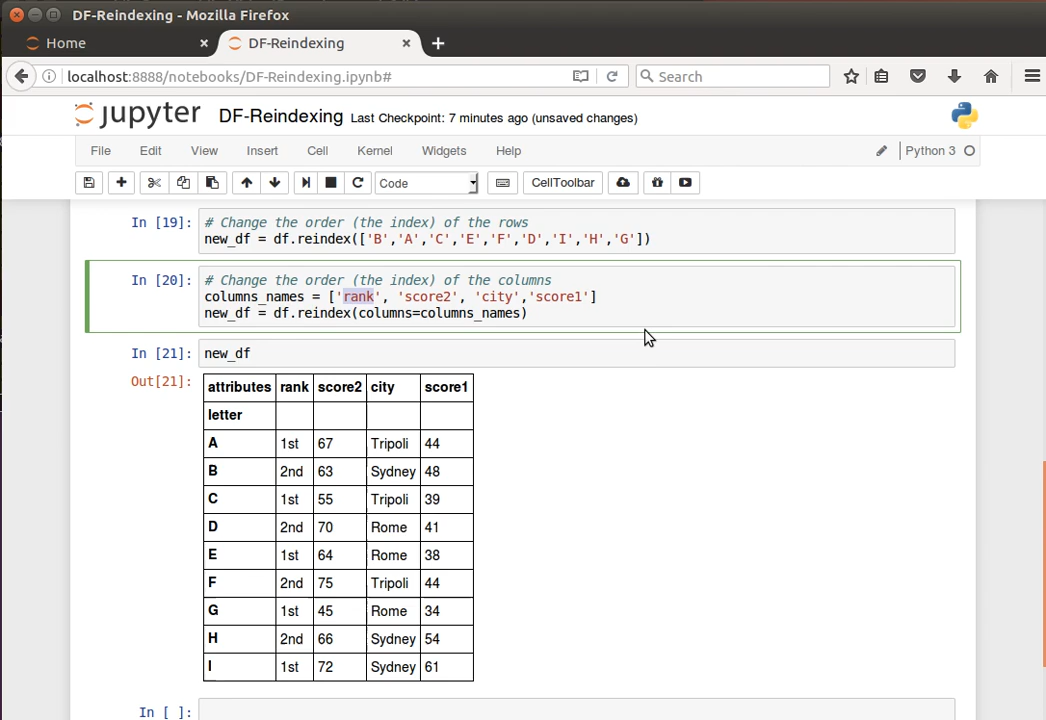 DF-Reindexing - Mozilla Firefox
Home × DF-Reindexing ×
localhost:8888/notebooks/DF-Reindexing.ipynb# Search
jupyter DF-Reindexing Last Checkpoint: 7 minutes ago (unsaved changes)
File Edit View Insert Cell Kernel Widgets Help Python 3
Code CellToolbar
In [19]: # Change the order (the index) of the rows
new_df = df.reindex(['B','A','C','E','F','D','I','H','G'])
In [20]: # Change the order (the index) of the columns
columns_names = ['rank', 'score2', 'city','score1']
new_df = df.reindex(columns=columns_names)
In [21]: new_df
Out[21]: attributes rank score2 city score1
letter
A 1st 67 Tripoli 44
B 2nd 63 Sydney 48
C 1st 55 Tripoli 39
D 2nd 70 Rome 41
E 1st 64 Rome 38
F 2nd 75 Tripoli 44
G 1st 45 Rome 34
H 2nd 66 Sydney 54
I 1st 72 Sydney 61
In [ ]: